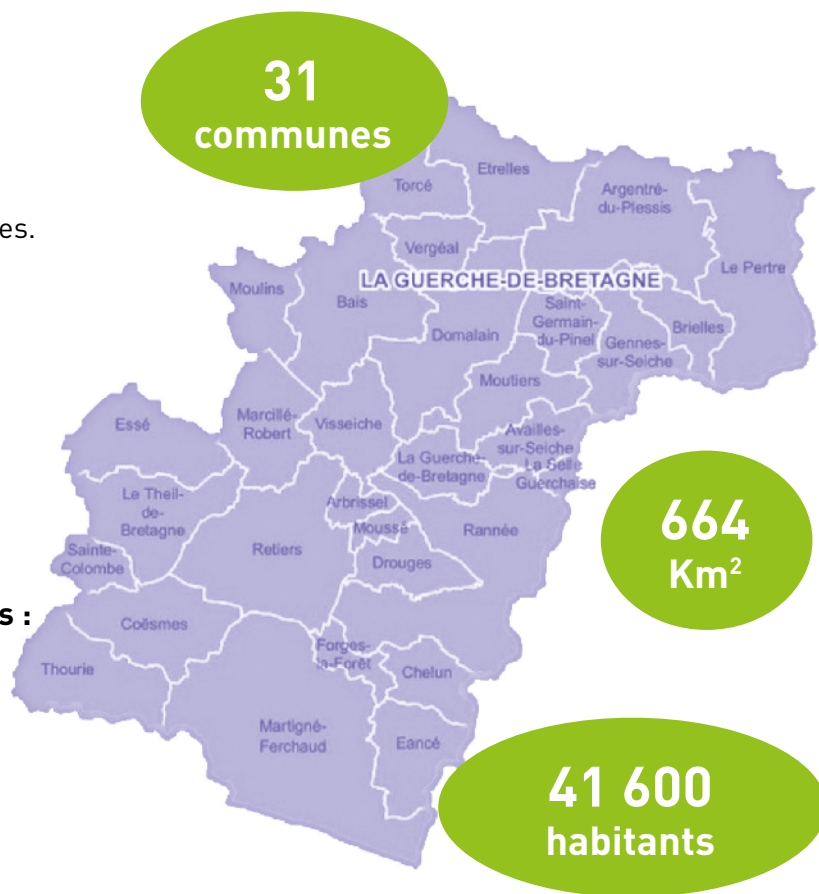 31
communes
Etrelles
Torcé
Argentré-
du-Plessis
es.
Vergéal
Le Pertre
LA GUERCHE-DE-BRETAGNE
Moulins
Bais
Saint-
Germain-
du-Pinel
Brielles
Domalain
Gennes-
sur-Seiche
Moutiers
Essé
Marcillé-
Robert
Visseiche
Availles-
sur-Seiche
La Guerche-
de-Bretagne
La Selle
Guerchaise
Le Theil-
de-
Bretagne
Arbrissel
Moussé
Rannée
664
Km²
Retiers
Sainte-
Colombe
Drouges
s :
Coësmes
Forges-
la-Forêt
Thourie
Chelun
Martigné-
Ferchaud
Eancé
41 600
habitants